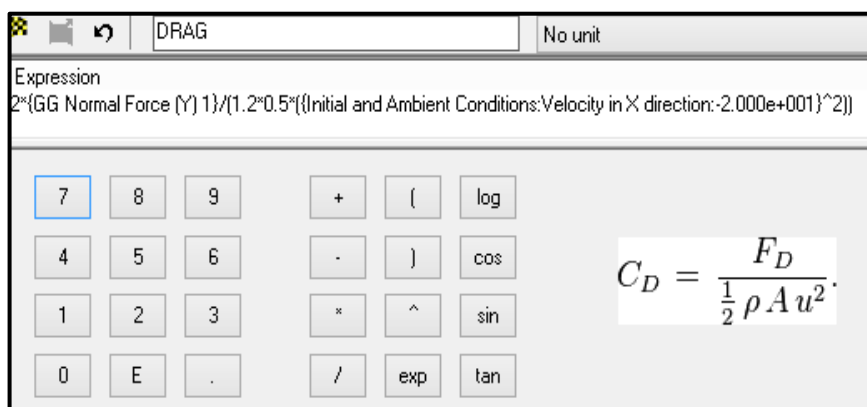 DRAG No unit
Expression
2*{GG Normal Force (Y) 1}/(1.2*0.5*({Initial and Ambient Conditions:Velocity in X direction:-2.000e+001}^2))
7 8 9 + ( log
4 5 6 - ) cos
1 2 3 * ^ sin
0 E . / exp tan
C_D = F_D / (1/2 ρ A u²).